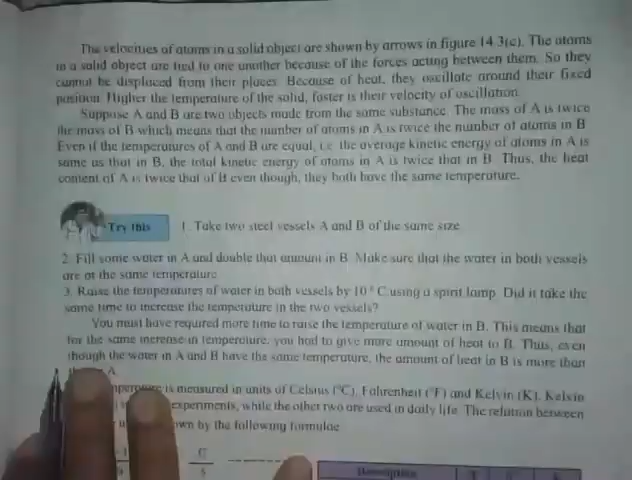 The velocities of atoms in a solid object are shown by arrows in figure 14.3(c). The atoms
in a solid object are tied to one another because of the forces acting between them. So they
cannot be displaced from their places. Because of heat, they oscillate around their fixed
position. Higher the temperature of the solid, faster is their velocity of oscillation.
Suppose A and B are two objects made from the same substance. The mass of A is twice
the mass of B which means that the number of atoms in A is twice the number of atoms in B.
Even if the temperatures of A and B are equal, i.e. the average kinetic energy of atoms in A is
same as that in B, the total kinetic energy of atoms in A is twice that in B. Thus, the heat
content of A is twice that of B even though, they both have the same temperature.
Try this
1. Take two steel vessels A and B of the same size.
2. Fill some water in A and double that amount in B. Make sure that the water in both vessels
are at the same temperature.
3. Raise the temperatures of water in both vessels by 10 ° C using a spirit lamp. Did it take the
same time to increase the temperature in the two vessels?
You must have required more time to raise the temperature of water in B. This means that
for the same increase in temperature, you had to give more amount of heat to B. Thus, even
though the water in A and B have the same temperature, the amount of heat in B is more than
A.
is measured in units of Celsius (°C), Fahrenheit (°F) and Kelvin (K). Kelvin
experiments, while the other two are used in daily life. The relation between
by the following formulae
C
5
Description